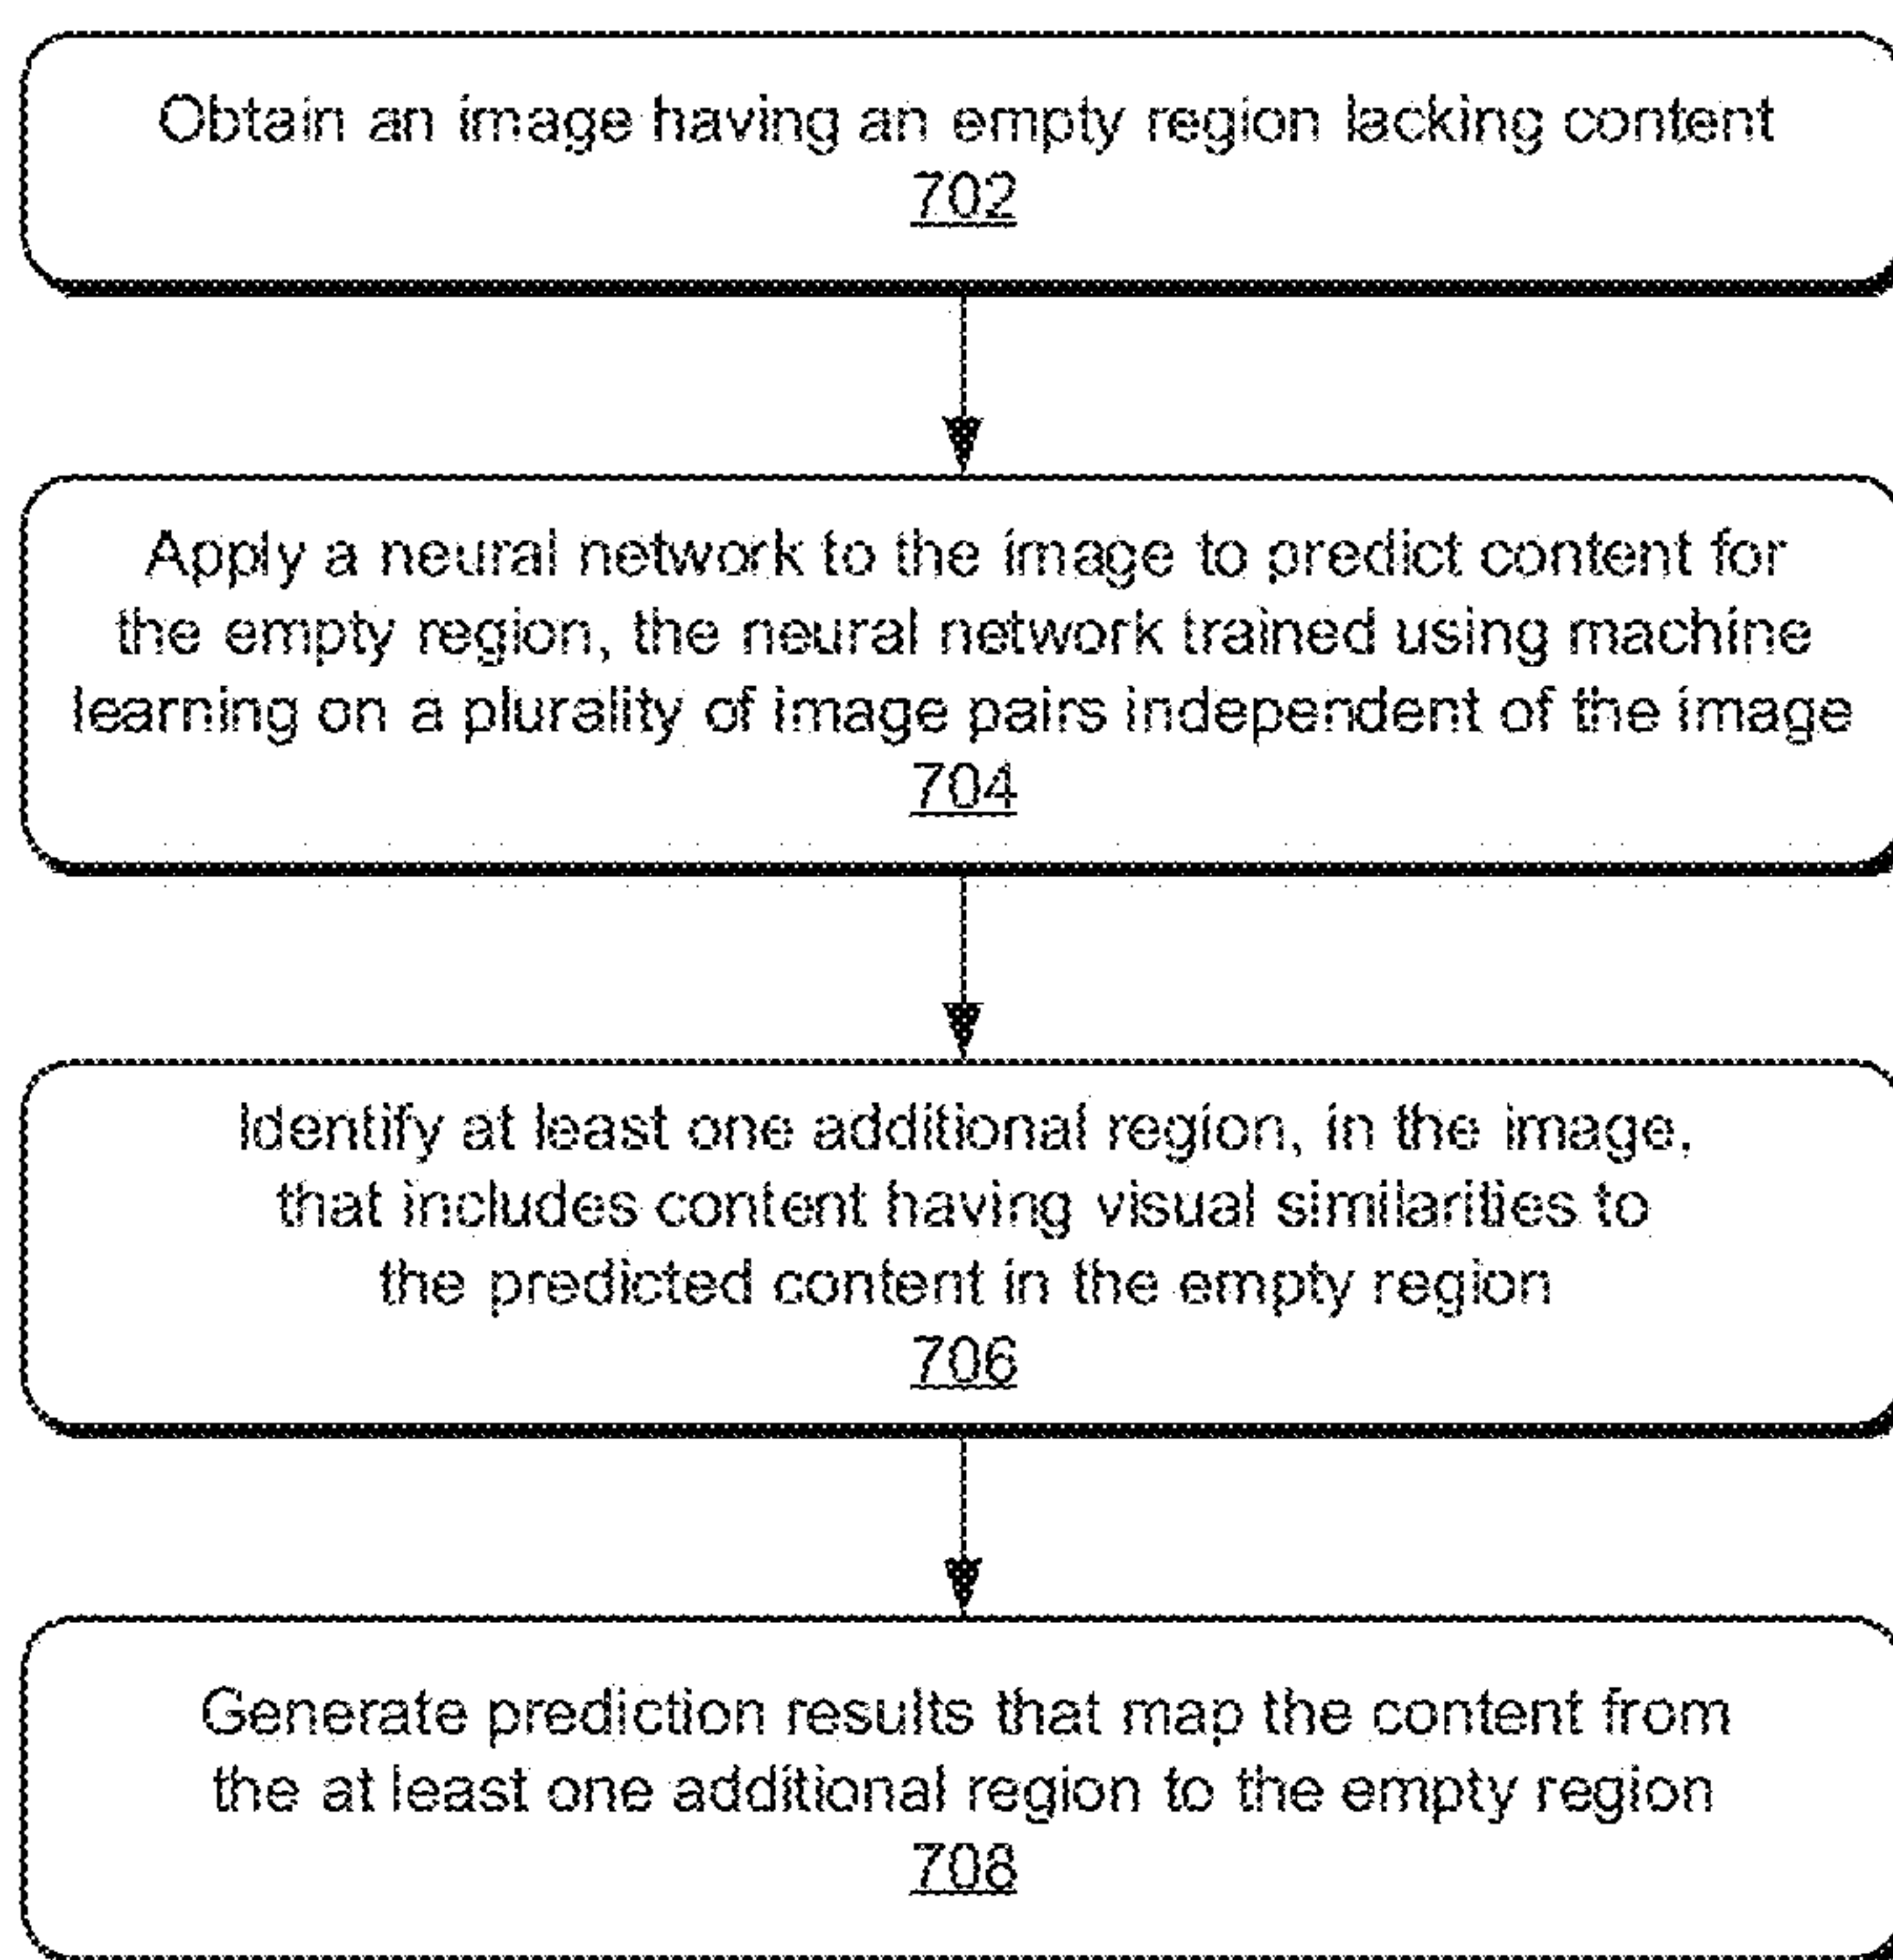 Obtain an image having an empty region lacking content
702
Apply a neural network to the image to predict content for
the empty region, the neural network trained using machine
learning on a plurality of image pairs independent of the image
704
Identify at least one additional region, in the image,
that includes content having visual similarities to
the predicted content in the empty region
706
Generate prediction results that map the content from
the at least one additional region to the empty region
708